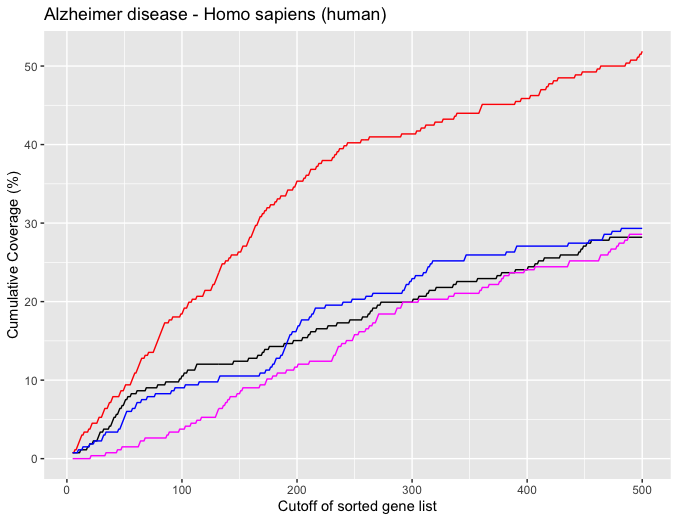 Alzheimer disease - Homo sapiens (human)
Cumulative Coverage (%)
50
40
30
20
10
0
0 100 200 300 400 500
Cutoff of sorted gene list